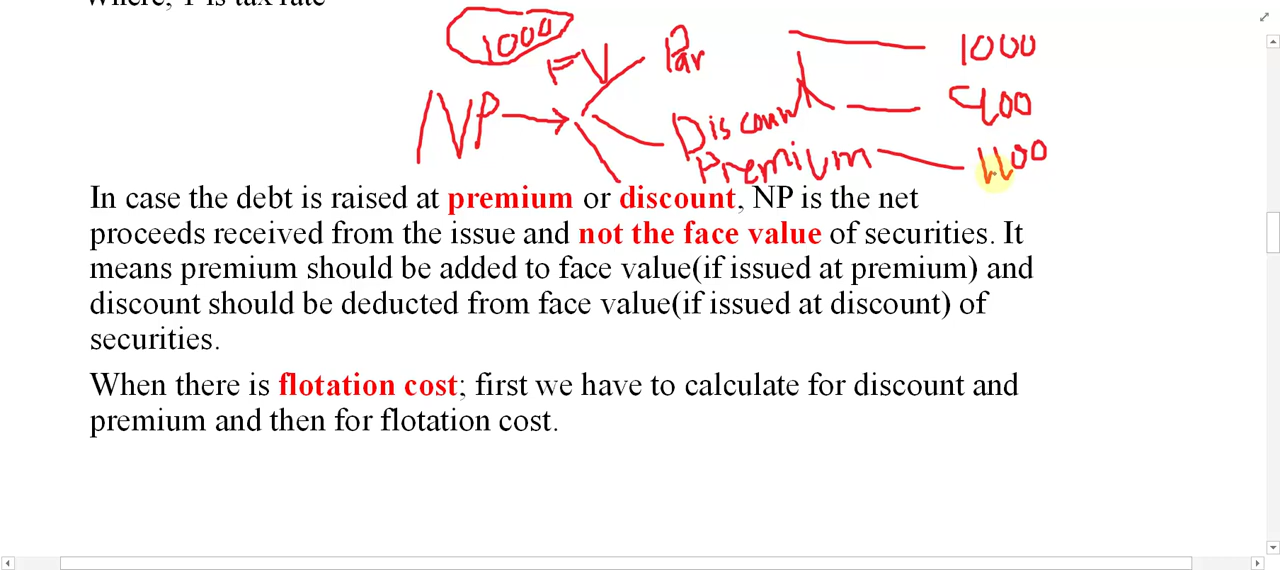 Where, T is tax rate
1000
FV
Par
1000
NP
Discount
900
Premium
1100
In case the debt is raised at premium or discount, NP is the net
proceeds received from the issue and not the face value of securities. It
means premium should be added to face value(if issued at premium) and
discount should be deducted from face value(if issued at discount) of
securities.
When there is flotation cost; first we have to calculate for discount and
premium and then for flotation cost.